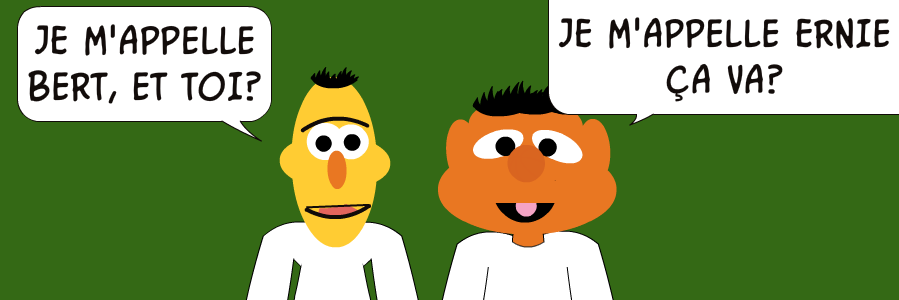 JE M'APPELLE
BERT, ET TOI?
JE M'APPELLE ERNIE
ÇA VA?